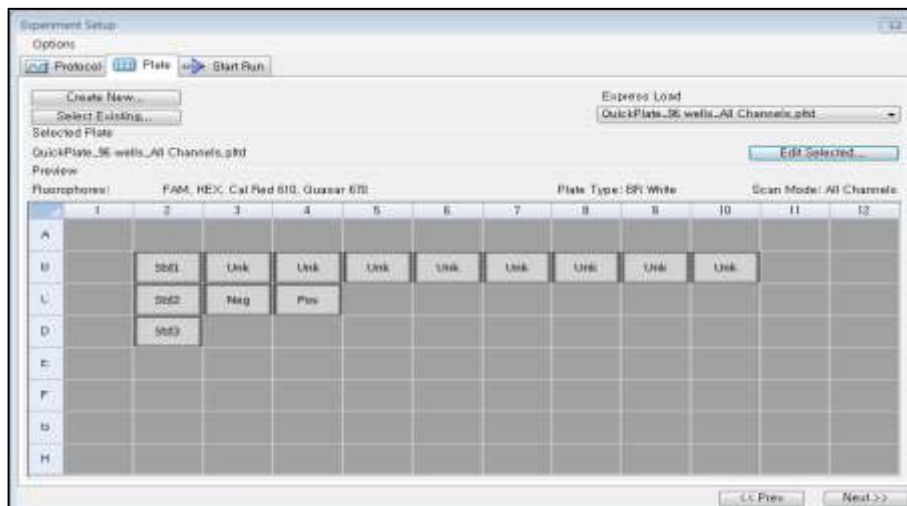 Experiment Setup
Options
Protocol Plate Start Run
Create New... Express Load
Select Existing... QuickPlate_96 wells_All Channels.pltd
Selected Plate
QuickPlate_96 wells_All Channels.pltd Edit Selected...
Preview
Fluorophores: FAM, HEX, Cal Red 610, Quasar 670 Plate Type: BR White Scan Mode: All Channels
1 2 3 4 5 6 7 8 9 10 11 12
A
B Std1 Unk Unk Unk Unk Unk Unk Unk Unk
C Std2 Neg Pos
D Std3
E
F
G
H
<< Prev Next >>